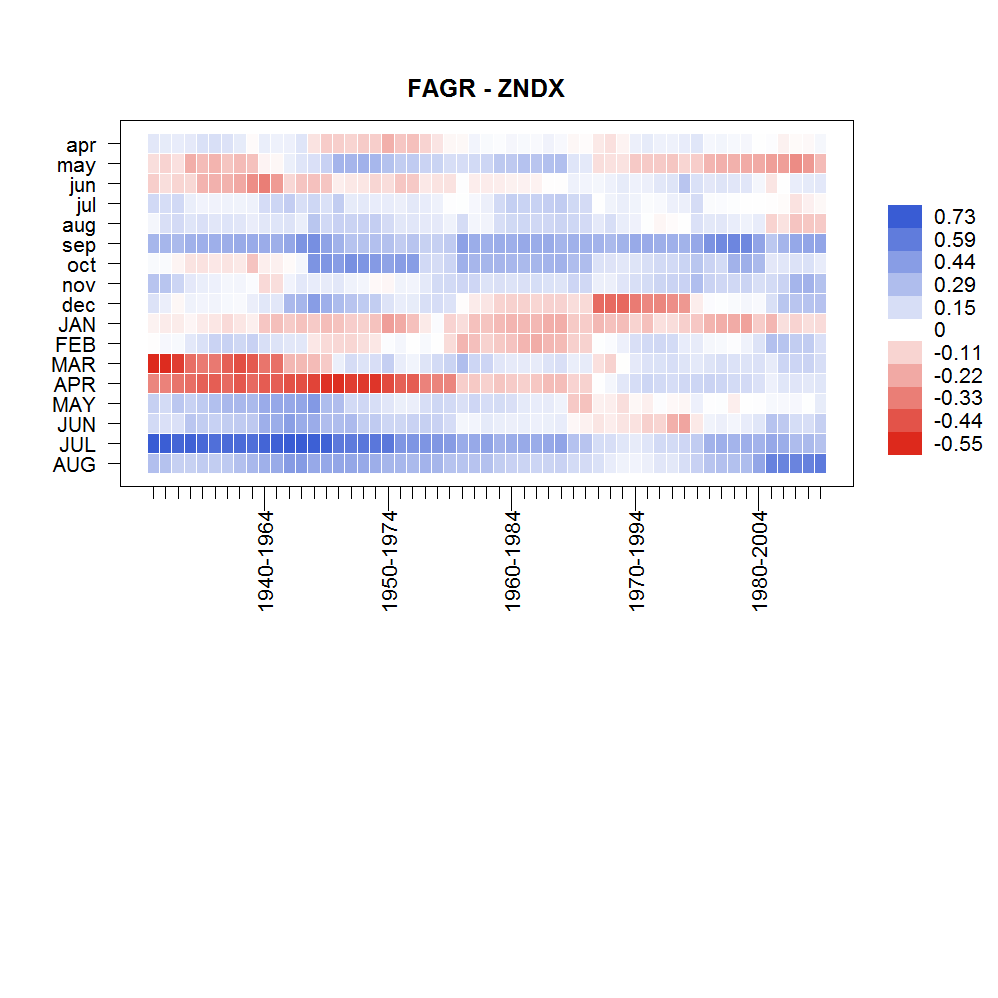 FAGR - ZNDX
apr
may
jun
jul
aug
sep
oct
nov
dec
JAN
FEB
MAR
APR
MAY
JUN
JUL
AUG
0.73
0.59
0.44
0.29
0.15
0
-0.11
-0.22
-0.33
-0.44
-0.55
1940-1964
1950-1974
1960-1984
1970-1994
1980-2004